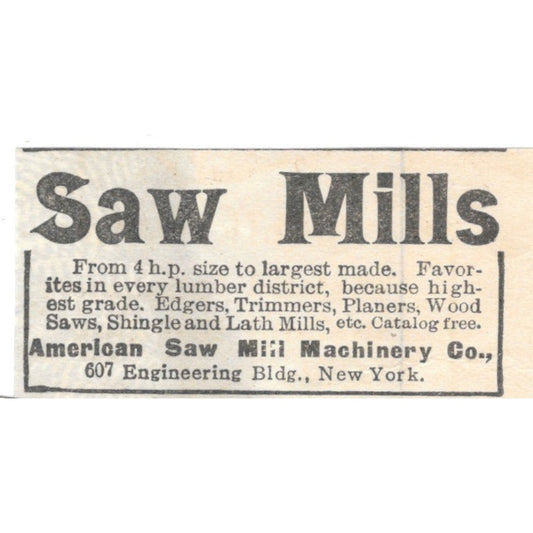 Saw Mills
From 4 h.p. size to largest made. Favor-
ites in every lumber district, because high-
est grade. Edgers, Trimmers, Planers, Wood
Saws, Shingle and Lath Mills, etc. Catalog free.
American Saw Mill Machinery Co.,
607 Engineering Bldg., New York.